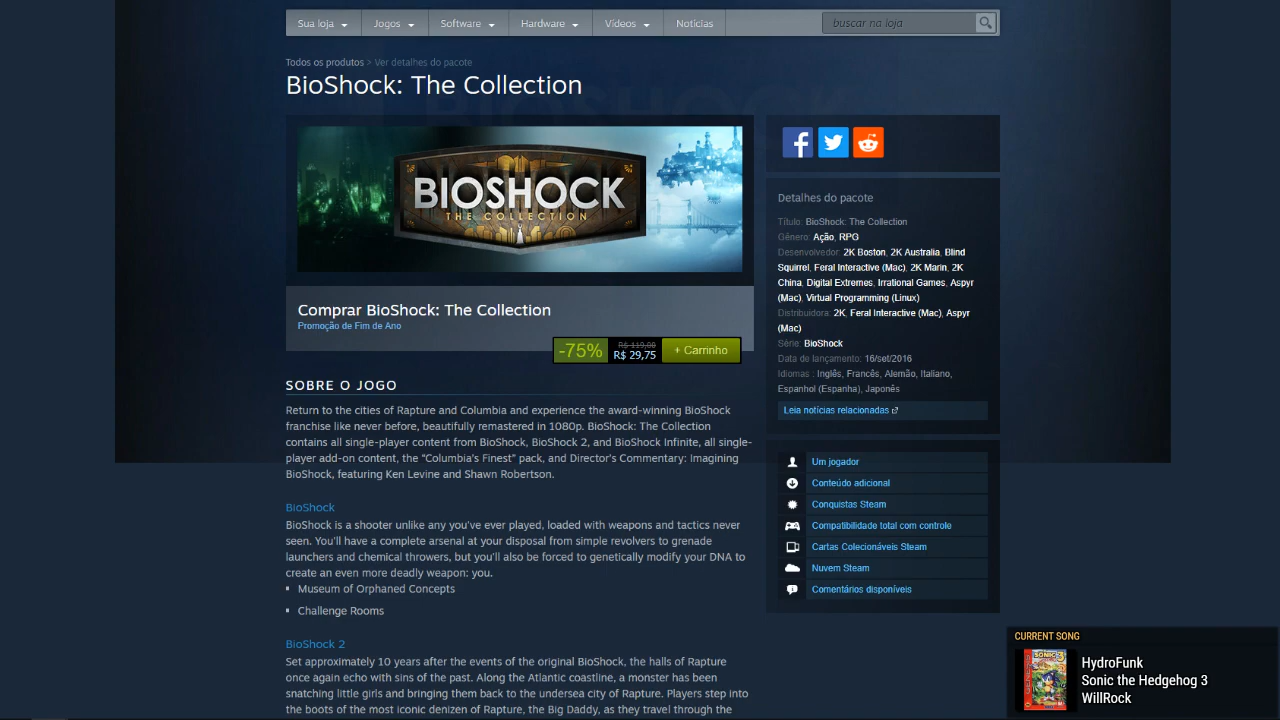 Sua loja
Jogos
Software
Hardware
Vídeos
Notícias
buscar na loja
Todos os produtos > Ver detalhes do pacote
BioShock: The Collection
BIOSHOCK
THE COLLECTION
Comprar BioShock: The Collection
Promoção de Fim de Ano
-75%
R$ 119,00
R$ 29,75
+ Carrinho
SOBRE O JOGO
Return to the cities of Rapture and Columbia and experience the award-winning BioShock
franchise like never before, beautifully remastered in 1080p. BioShock: The Collection
contains all single-player content from BioShock, BioShock 2, and BioShock Infinite, all single-
player add-on content, the "Columbia's Finest" pack, and Director's Commentary: Imagining
BioShock, featuring Ken Levine and Shawn Robertson.
BioShock
BioShock is a shooter unlike any you've ever played, loaded with weapons and tactics never
seen. You'll have a complete arsenal at your disposal from simple revolvers to grenade
launchers and chemical throwers, but you'll also be forced to genetically modify your DNA to
create an even more deadly weapon: you.
Museum of Orphaned Concepts
Challenge Rooms
BioShock 2
Set approximately 10 years after the events of the original BioShock, the halls of Rapture
once again echo with sins of the past. Along the Atlantic coastline, a monster has been
snatching little girls and bringing them back to the undersea city of Rapture. Players step into
the boots of the most iconic denizen of Rapture, the Big Daddy, as they travel through the
Detalhes do pacote
Título: BioShock: The Collection
Gênero: Ação, RPG
Desenvolvedor: 2K Boston, 2K Australia, Blind
Squirrel, Feral Interactive (Mac), 2K Marin, 2K
China, Digital Extremes, Irrational Games, Aspyr
(Mac), Virtual Programming (Linux)
Distribuidora: 2K, Feral Interactive (Mac), Aspyr
(Mac)
Série: BioShock
Data de lançamento: 16/set/2016
Idiomas : Inglês, Francês, Alemão, Italiano,
Espanhol (Espanha), Japonês
Leia notícias relacionadas
Um jogador
Conteúdo adicional
Conquistas Steam
Compatibilidade total com controle
Cartas Colecionáveis Steam
Nuvem Steam
Comentários disponíveis
CURRENT SONG
SONIC
HydroFunk
Sonic the Hedgehog 3
WillRock